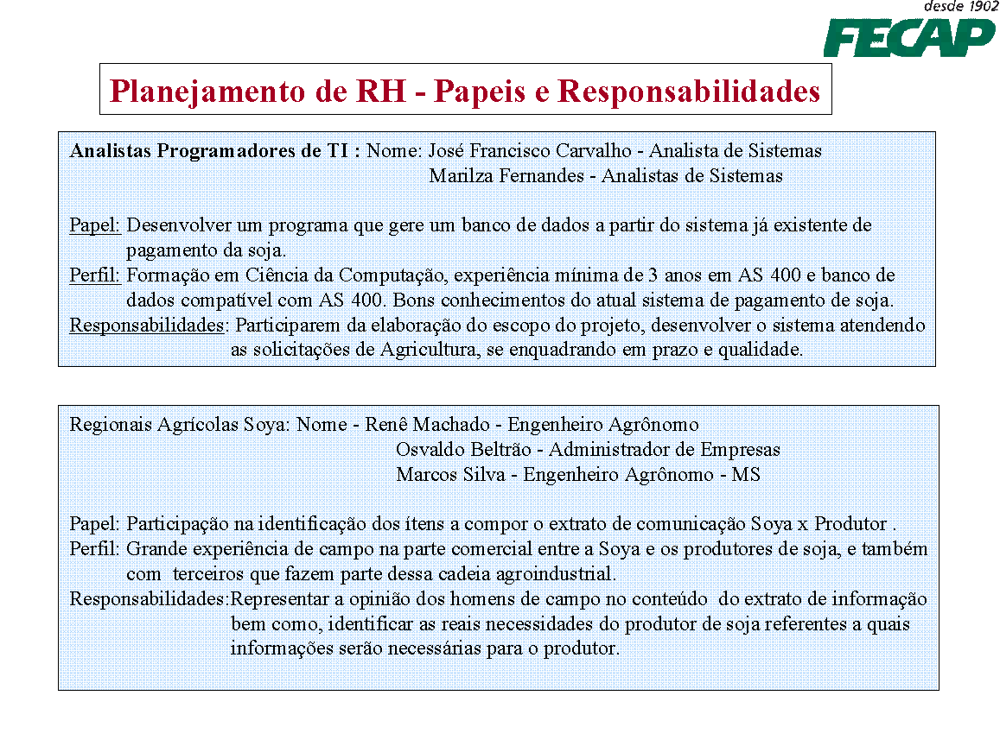 desde 1902
FECAP
Planejamento de RH - Papeis e Responsabilidades
Analistas Programadores de TI : Nome: José Francisco Carvalho - Analista de Sistemas
Marilza Fernandes - Analistas de Sistemas
Papel: Desenvolver um programa que gere um banco de dados a partir do sistema já existente de
pagamento da soja.
Perfil: Formação em Ciência da Computação, experiência mínima de 3 anos em AS 400 e banco de
dados compatível com AS 400. Bons conhecimentos do atual sistema de pagamento de soja.
Responsabilidades: Participarem da elaboração do escopo do projeto, desenvolver o sistema atendendo
as solicitações de Agricultura, se enquadrando em prazo e qualidade.
Regionais Agrícolas Soya: Nome - Renê Machado - Engenheiro Agrônomo
Osvaldo Beltrão - Administrador de Empresas
Marcos Silva - Engenheiro Agrônomo - MS
Papel: Participação na identificação dos ítens a compor o extrato de comunicação Soya x Produtor .
Perfil: Grande experiência de campo na parte comercial entre a Soya e os produtores de soja, e também
com terceiros que fazem parte dessa cadeia agroindustrial.
Responsabilidades:Representar a opinião dos homens de campo no conteúdo do extrato de informação
bem como, identificar as reais necessidades do produtor de soja referentes a quais
informações serão necessárias para o produtor.